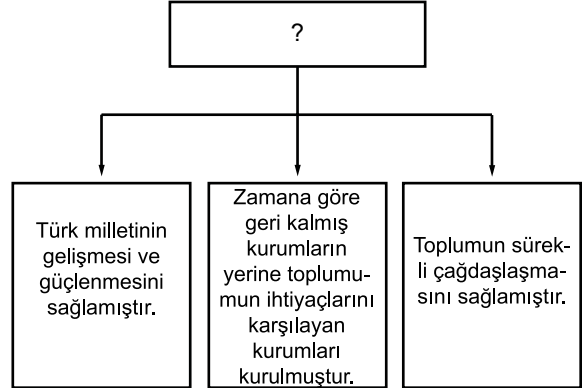 ?
Türk milletinin
gelişmesi ve
güçlenmesini
sağlamıştır.
Zamana göre
geri kalmış
kurumların
yerine toplumu-
mun ihtiyaçlarını
karşılayan
kurumları
kurulmuştur.
Toplumun sürek-
li çağdaşlaşma-
sını sağlamıştır.